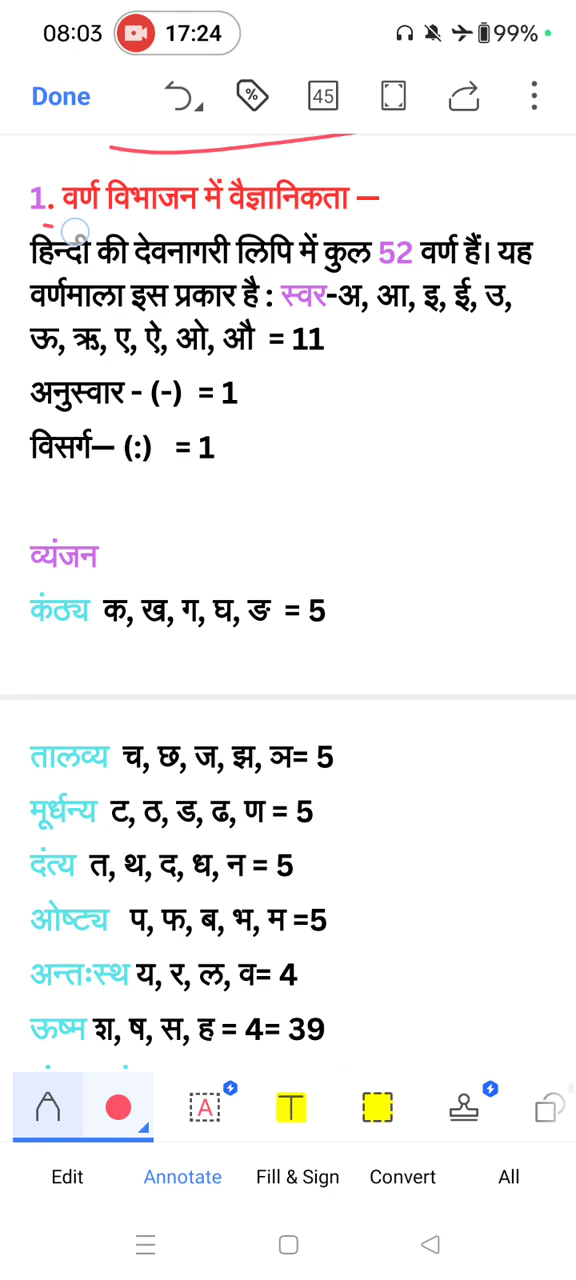 08:03 17:24 99%
Done 45
1. वर्ण विभाजन में वैज्ञानिकता –
हिन्दी की देवनागरी लिपि में कुल 52 वर्ण हैं। यह
वर्णमाला इस प्रकार है : स्वर-अ, आ, इ, ई, उ,
ऊ, ऋ, ए, ऐ, ओ, औ = 11
अनुस्वार - (-) = 1
विसर्ग– (:) = 1
व्यंजन
कंठ्य क, ख, ग, घ, ङ = 5
तालव्य च, छ, ज, झ, ञ= 5
मूर्धन्य ट, ठ, ड, ढ, ण = 5
दंत्य त, थ, द, ध, न = 5
ओष्ट्य प, फ, ब, भ, म =5
अन्तःस्थ य, र, ल, व= 4
ऊष्म श, ष, स, ह = 4= 39
Edit Annotate Fill & Sign Convert All